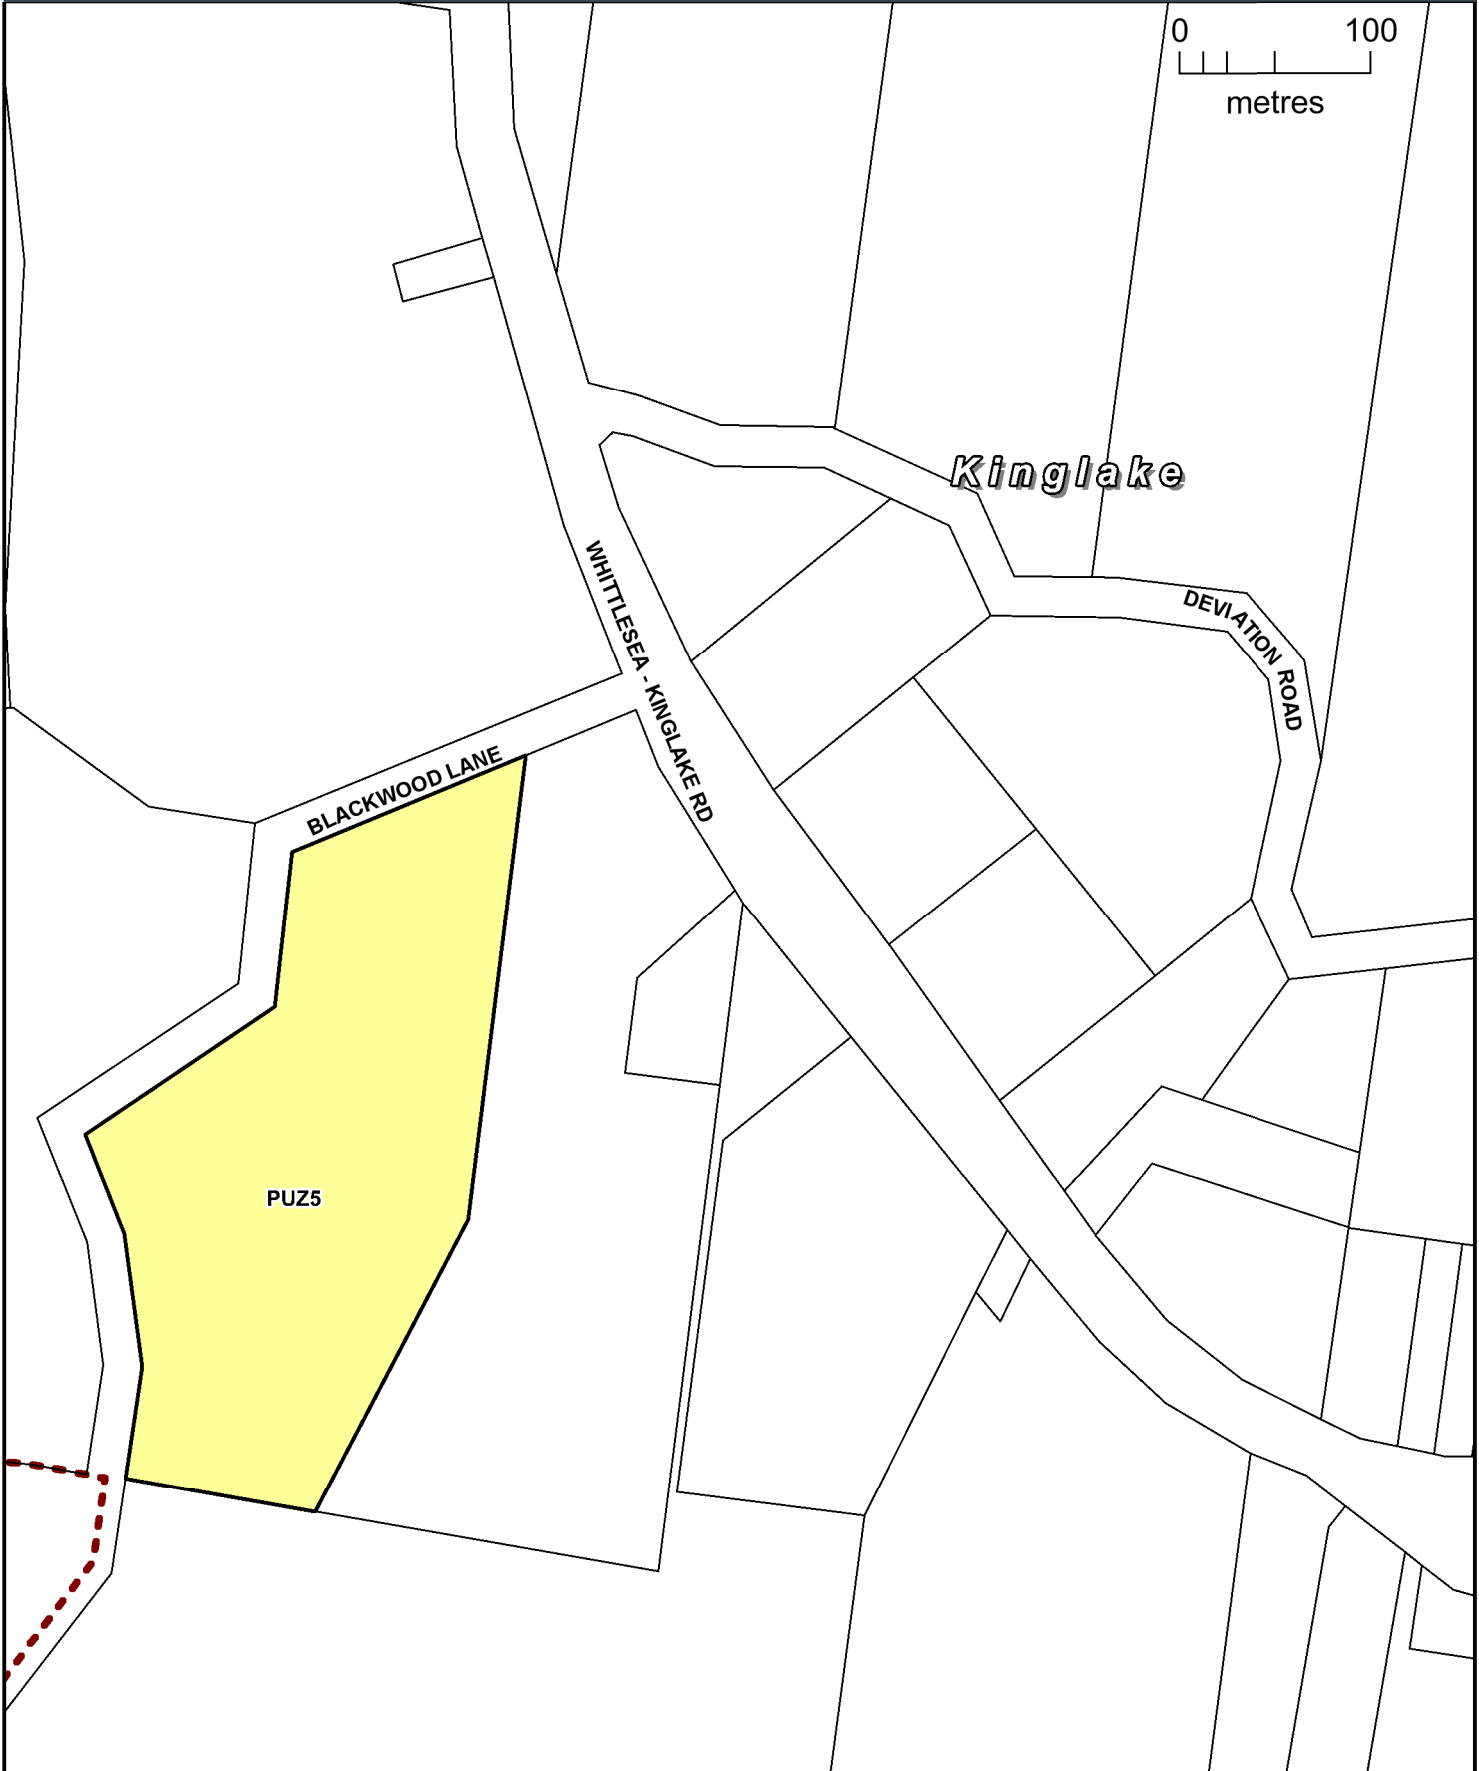 0 100
metres
Kinglake
WHITTLESEA - KINGLAKE RD
DEVIATION ROAD
BLACKWOOD LANE
PUZ5